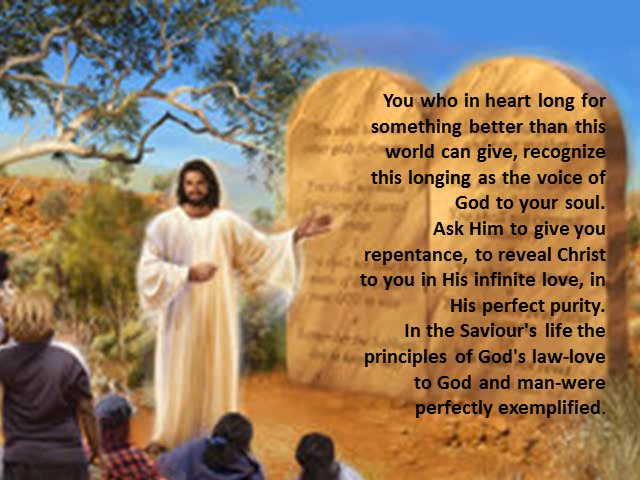 You who in heart long for
something better than this
world can give, recognize
this longing as the voice of
God to your soul.
Ask Him to give you
repentance, to reveal Christ
to you in His infinite love, in
His perfect purity.
In the Saviour's life the
principles of God's law-love
to God and man-were
perfectly exemplified.